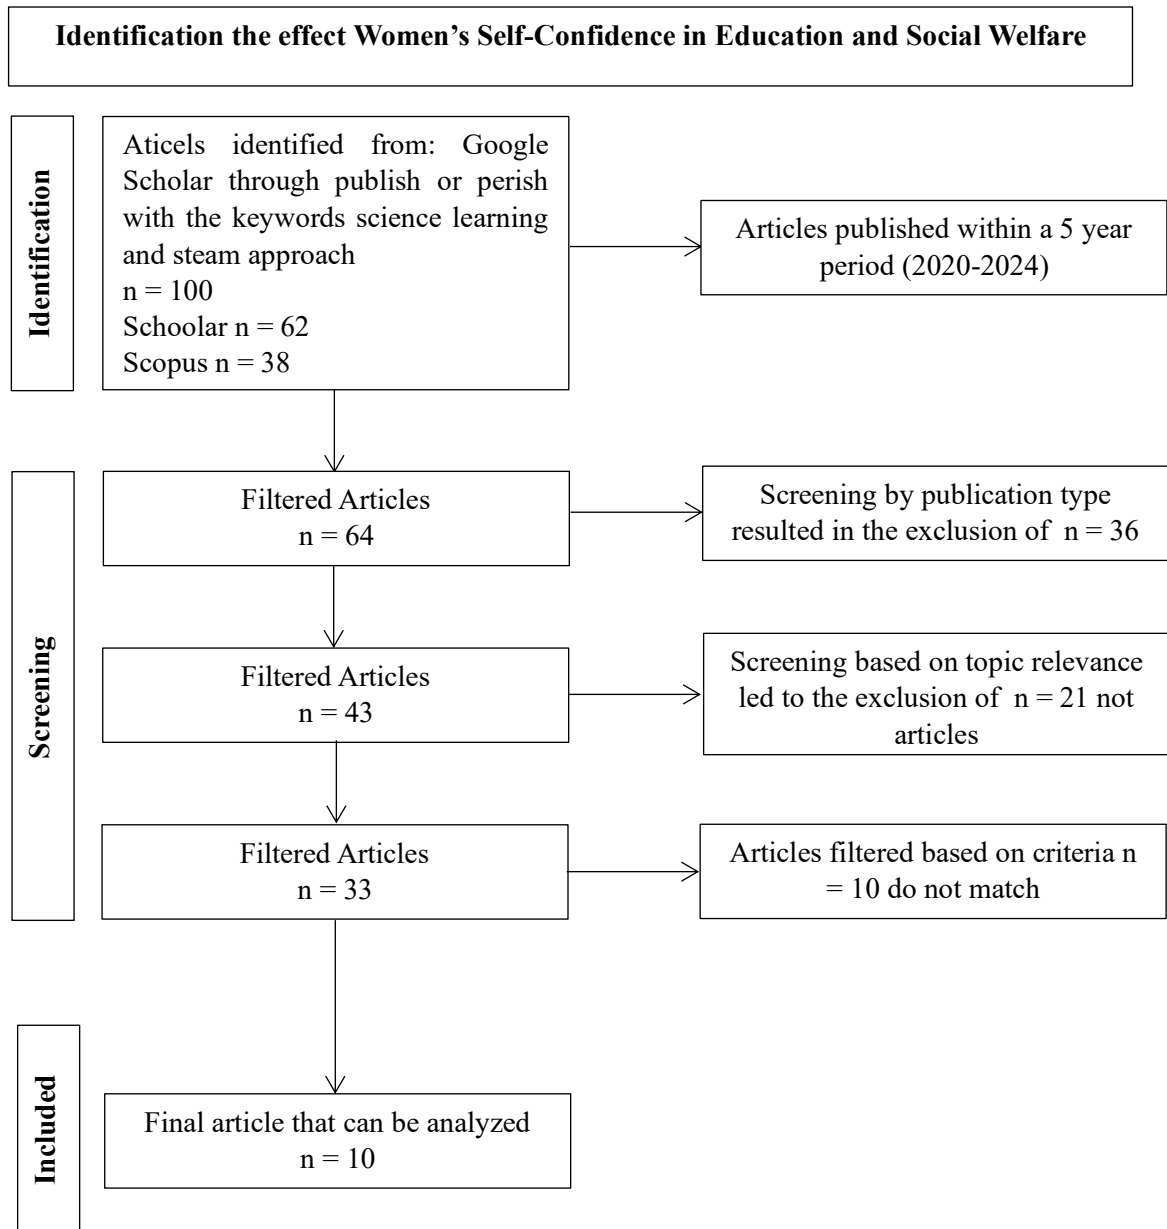 Identification the effect Women's Self-Confidence in Education and Social Welfare
Identification
Aticels identified from: Google
Scholar through publish or perish
with the keywords science learning
and steam approach
n = 100
Schoolar n = 62
Scopus n = 38
Articles published within a 5 year
period (2020-2024)
Screening
Filtered Articles
n = 64
Screening by publication type
resulted in the exclusion of  n = 36
Filtered Articles
n = 43
Screening based on topic relevance
led to the exclusion of  n = 21 not
articles
Filtered Articles
n = 33
Articles filtered based on criteria n
= 10 do not match
Included
Final article that can be analyzed
n = 10